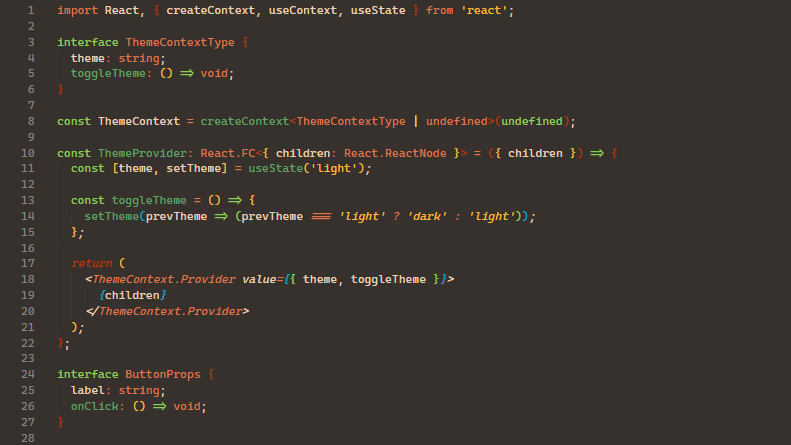 1 import React, { createContext, useContext, useState } from 'react';
2
3 interface ThemeContextType {
4   theme: string;
5   toggleTheme: () => void;
6 }
7
8 const ThemeContext = createContext<ThemeContextType | undefined>(undefined);
9
10 const ThemeProvider: React.FC<{ children: React.ReactNode }> = ({ children }) => {
11   const [theme, setTheme] = useState('light');
12
13   const toggleTheme = () => {
14     setTheme(prevTheme => (prevTheme === 'light' ? 'dark' : 'light'));
15   };
16
17   return (
18     <ThemeContext.Provider value={{ theme, toggleTheme }}>
19       {children}
20     </ThemeContext.Provider>
21   );
22 };
23
24 interface ButtonProps {
25   label: string;
26   onClick: () => void;
27 }
28